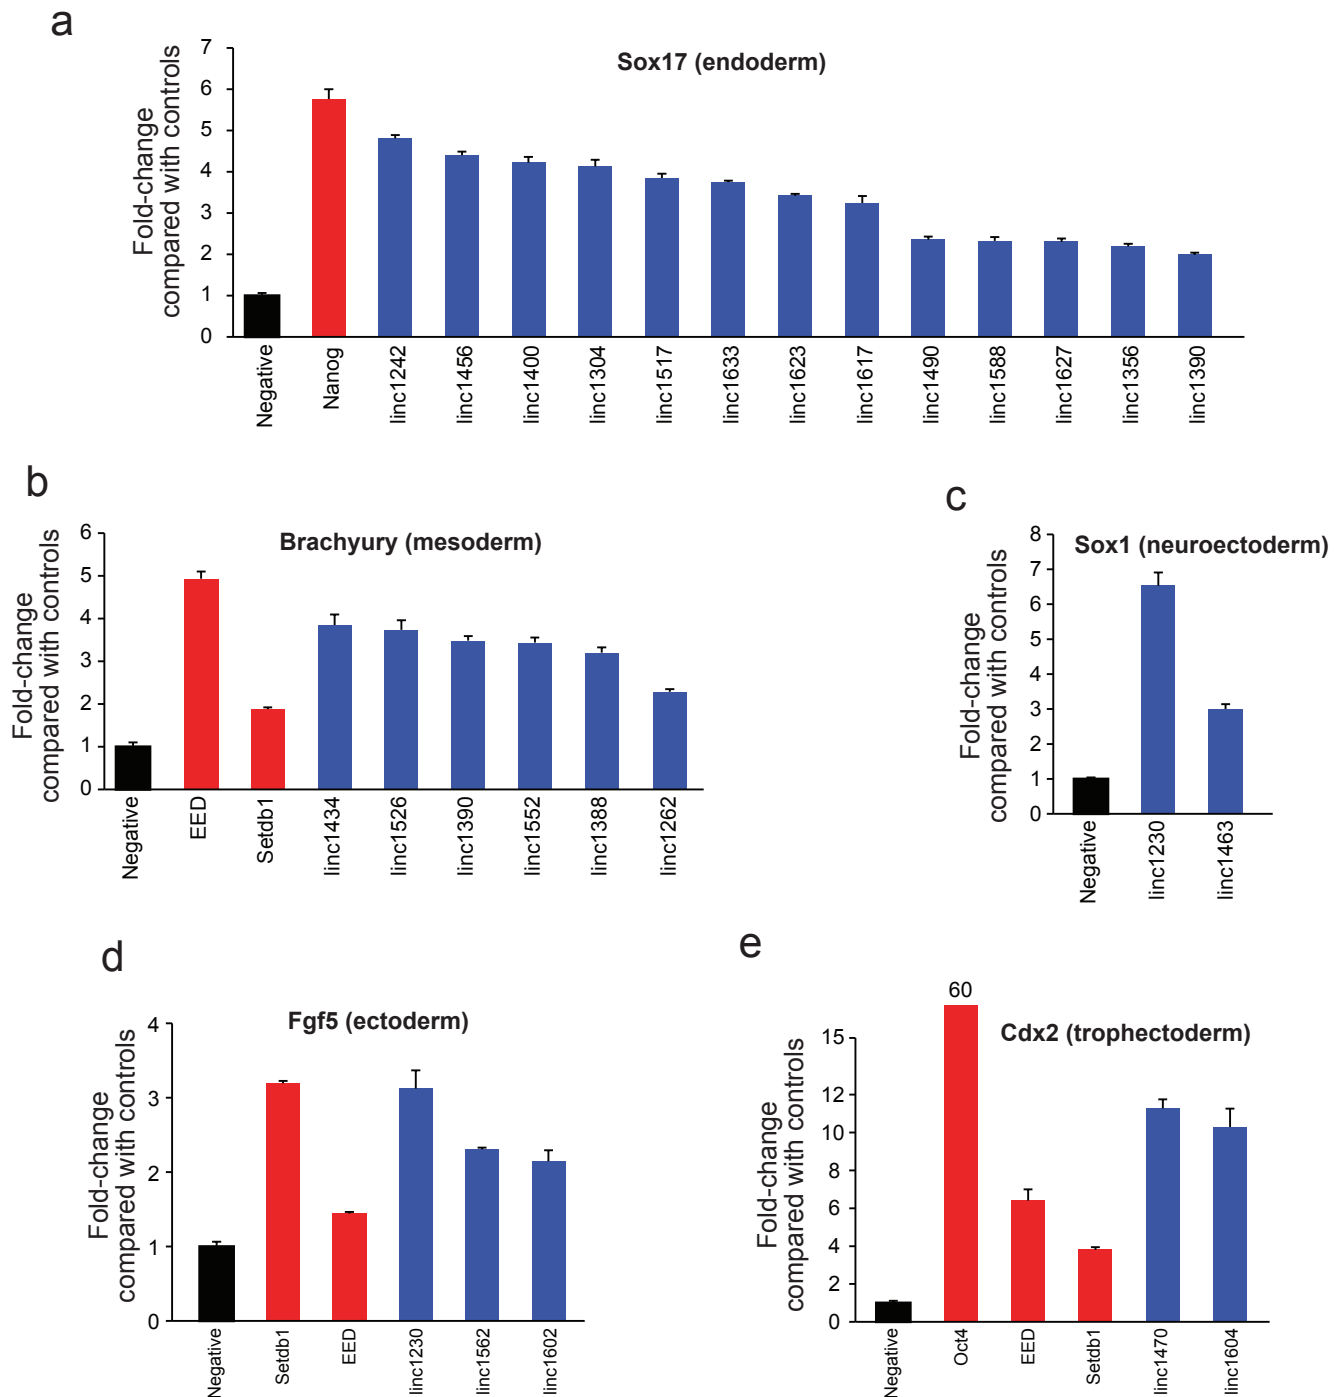 a
Sox17 (endoderm)
Fold-change
compared with controls
7
6
5
4
3
2
1
0
Negative
Nanog
linc1242
linc1456
linc1400
linc1304
linc1517
linc1633
linc1623
linc1617
linc1490
linc1588
linc1627
linc1356
linc1390
b
Brachyury (mesoderm)
Fold-change
compared with controls
6
5
4
3
2
1
0
Negative
EED
Setdb1
linc1434
linc1526
linc1390
linc1552
linc1388
linc1262
c
Sox1 (neuroectoderm)
Fold-change
compared with controls
8
7
6
5
4
3
2
1
0
Negative
linc1230
linc1463
d
Fgf5 (ectoderm)
Fold-change
compared with controls
4
3
2
1
0
Negative
Setdb1
EED
linc1230
linc1562
linc1602
e
60
Cdx2 (trophectoderm)
Fold-change
compared with controls
15
12
10
8
6
4
2
0
Negative
Oct4
EED
Setdb1
linc1470
linc1604